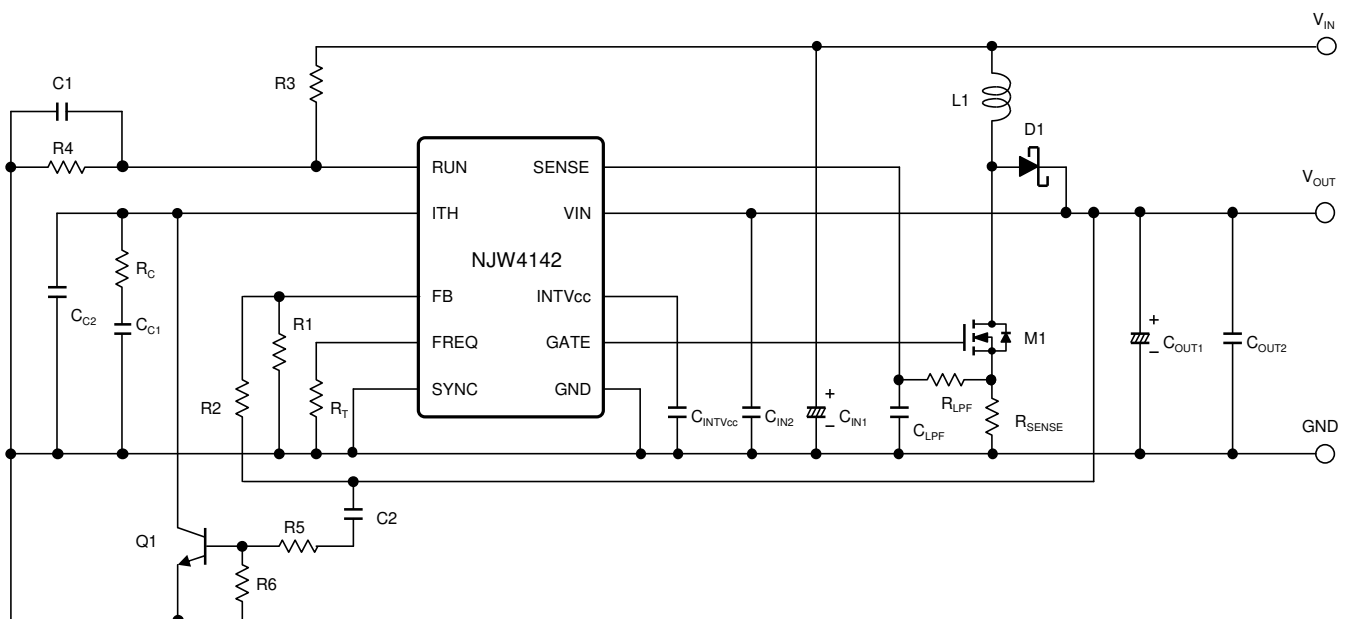 V_IN
C1
R3
L1
D1
R4
RUN
SENSE
V_OUT
ITH
VIN
R_C
NJW4142
C_C2
C_C1
FB
INTVcc
R1
FREQ
GATE
M1
C_OUT1
C_OUT2
+
–
SYNC
GND
R2
R_T
C_INTVcc
C_IN2
+
–
C_IN1
R_LPF
C_LPF
R_SENSE
GND
C2
R5
Q1
R6